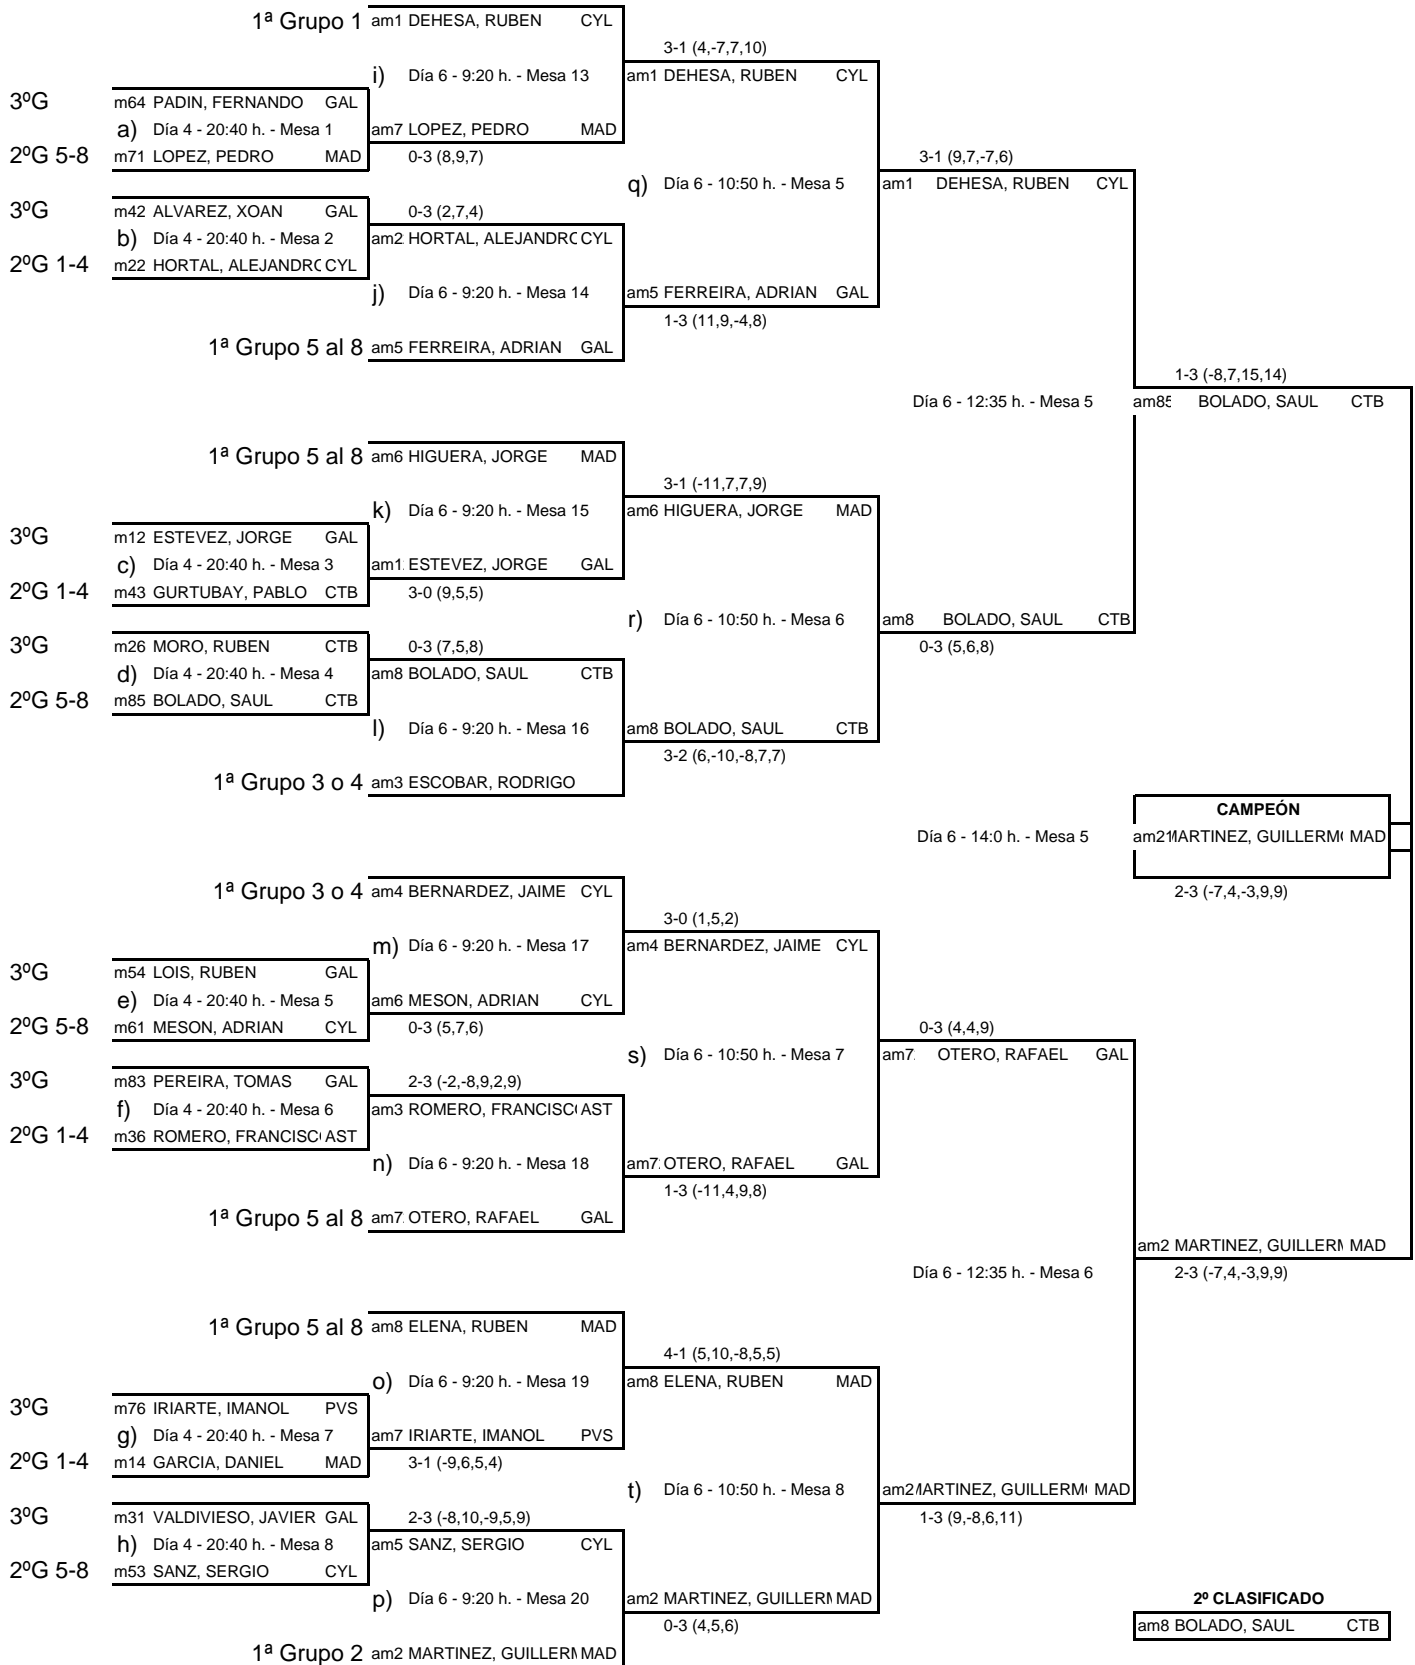 1ª Grupo 1 am1 DEHESA, RUBEN CYL
3-1 (4,-7,7,10)
i) Día 6 - 9:20 h. - Mesa 13 am1 DEHESA, RUBEN CYL
3ºG m64 PADIN, FERNANDO GAL
a) Día 4 - 20:40 h. - Mesa 1 am7 LOPEZ, PEDRO MAD
2ºG 5-8 m71 LOPEZ, PEDRO MAD 0-3 (8,9,7) 3-1 (9,7,-7,6)
q) Día 6 - 10:50 h. - Mesa 5 am1 DEHESA, RUBEN CYL
3ºG m42 ALVAREZ, XOAN GAL 0-3 (2,7,4)
b) Día 4 - 20:40 h. - Mesa 2 am2 HORTAL, ALEJANDRO CYL
2ºG 1-4 m22 HORTAL, ALEJANDRO CYL
j) Día 6 - 9:20 h. - Mesa 14 am5 FERREIRA, ADRIAN GAL
1-3 (11,9,-4,8)
1ª Grupo 5 al 8 am5 FERREIRA, ADRIAN GAL
1-3 (-8,7,15,14)
Día 6 - 12:35 h. - Mesa 5 am85 BOLADO, SAUL CTB
1ª Grupo 5 al 8 am6 HIGUERA, JORGE MAD
3-1 (-11,7,7,9)
k) Día 6 - 9:20 h. - Mesa 15 am6 HIGUERA, JORGE MAD
3ºG m12 ESTEVEZ, JORGE GAL
c) Día 4 - 20:40 h. - Mesa 3 am1 ESTEVEZ, JORGE GAL
2ºG 1-4 m43 GURTUBAY, PABLO CTB 3-0 (9,5,5)
r) Día 6 - 10:50 h. - Mesa 6 am8 BOLADO, SAUL CTB
3ºG m26 MORO, RUBEN CTB 0-3 (7,5,8) 0-3 (5,6,8)
d) Día 4 - 20:40 h. - Mesa 4 am8 BOLADO, SAUL CTB
2ºG 5-8 m85 BOLADO, SAUL CTB
l) Día 6 - 9:20 h. - Mesa 16 am8 BOLADO, SAUL CTB
3-2 (6,-10,-8,7,7)
1ª Grupo 3 o 4 am3 ESCOBAR, RODRIGO
CAMPEÓN
Día 6 - 14:0 h. - Mesa 5 am21 MARTINEZ, GUILLERM MAD
1ª Grupo 3 o 4 am4 BERNARDEZ, JAIME CYL 2-3 (-7,4,-3,9,9)
3-0 (1,5,2)
m) Día 6 - 9:20 h. - Mesa 17 am4 BERNARDEZ, JAIME CYL
3ºG m54 LOIS, RUBEN GAL
e) Día 4 - 20:40 h. - Mesa 5 am6 MESON, ADRIAN CYL
2ºG 5-8 m61 MESON, ADRIAN CYL 0-3 (5,7,6) 0-3 (4,4,9)
s) Día 6 - 10:50 h. - Mesa 7 am7 OTERO, RAFAEL GAL
3ºG m83 PEREIRA, TOMAS GAL 2-3 (-2,-8,9,2,9)
f) Día 4 - 20:40 h. - Mesa 6 am3 ROMERO, FRANCISCO AST
2ºG 1-4 m36 ROMERO, FRANCISC AST
n) Día 6 - 9:20 h. - Mesa 18 am7 OTERO, RAFAEL GAL
1-3 (-11,4,9,8)
1ª Grupo 5 al 8 am7 OTERO, RAFAEL GAL
am2 MARTINEZ, GUILLERM MAD
Día 6 - 12:35 h. - Mesa 6 2-3 (-7,4,-3,9,9)
1ª Grupo 5 al 8 am8 ELENA, RUBEN MAD
4-1 (5,10,-8,5,5)
o) Día 6 - 9:20 h. - Mesa 19 am8 ELENA, RUBEN MAD
3ºG m76 IRIARTE, IMANOL PVS
g) Día 4 - 20:40 h. - Mesa 7 am7 IRIARTE, IMANOL PVS
2ºG 1-4 m14 GARCIA, DANIEL MAD 3-1 (-9,6,5,4)
t) Día 6 - 10:50 h. - Mesa 8 am2 MARTINEZ, GUILLERM MAD
3ºG m31 VALDIVIESO, JAVIER GAL 2-3 (-8,10,-9,5,9) 1-3 (9,-8,6,11)
h) Día 4 - 20:40 h. - Mesa 8 am5 SANZ, SERGIO CYL
2ºG 5-8 m53 SANZ, SERGIO CYL
p) Día 6 - 9:20 h. - Mesa 20 am2 MARTINEZ, GUILLERM MAD 2º CLASIFICADO
0-3 (4,5,6) am8 BOLADO, SAUL CTB
1ª Grupo 2 am2 MARTINEZ, GUILLERM MAD